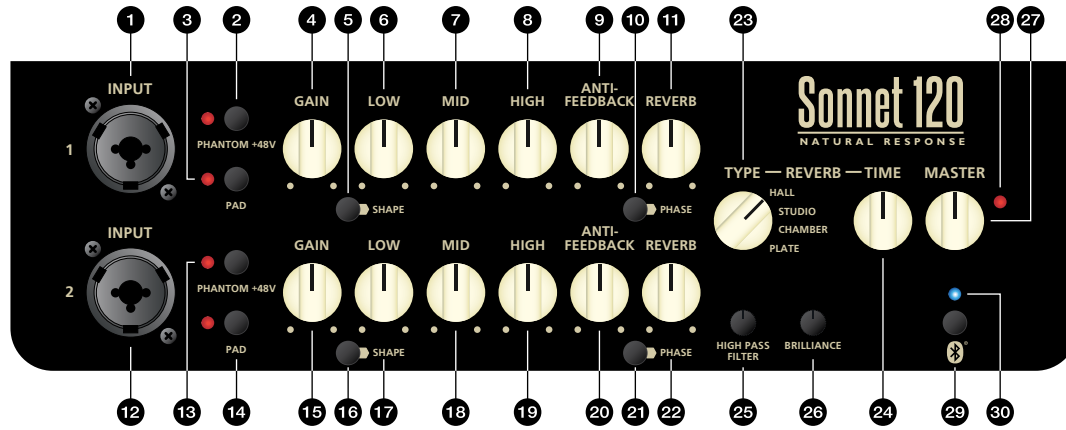 1 3 2 4 5 6 7 8 9 10 11 23 28 27
INPUT
1
PHANTOM +48V
PAD
GAIN
LOW
MID
HIGH
ANTI-
FEEDBACK
REVERB
SHAPE
PHASE
Sonnet 120
NATURAL RESPONSE
TYPE REVERB TIME
MASTER
HALL
STUDIO
CHAMBER
PLATE
INPUT
2
PHANTOM +48V
PAD
GAIN
LOW
MID
HIGH
ANTI-
FEEDBACK
REVERB
SHAPE
PHASE
HIGH PASS
FILTER
BRILLIANCE
12 13 14 15 16 17 18 19 20 21 22 25 26 24 29 30